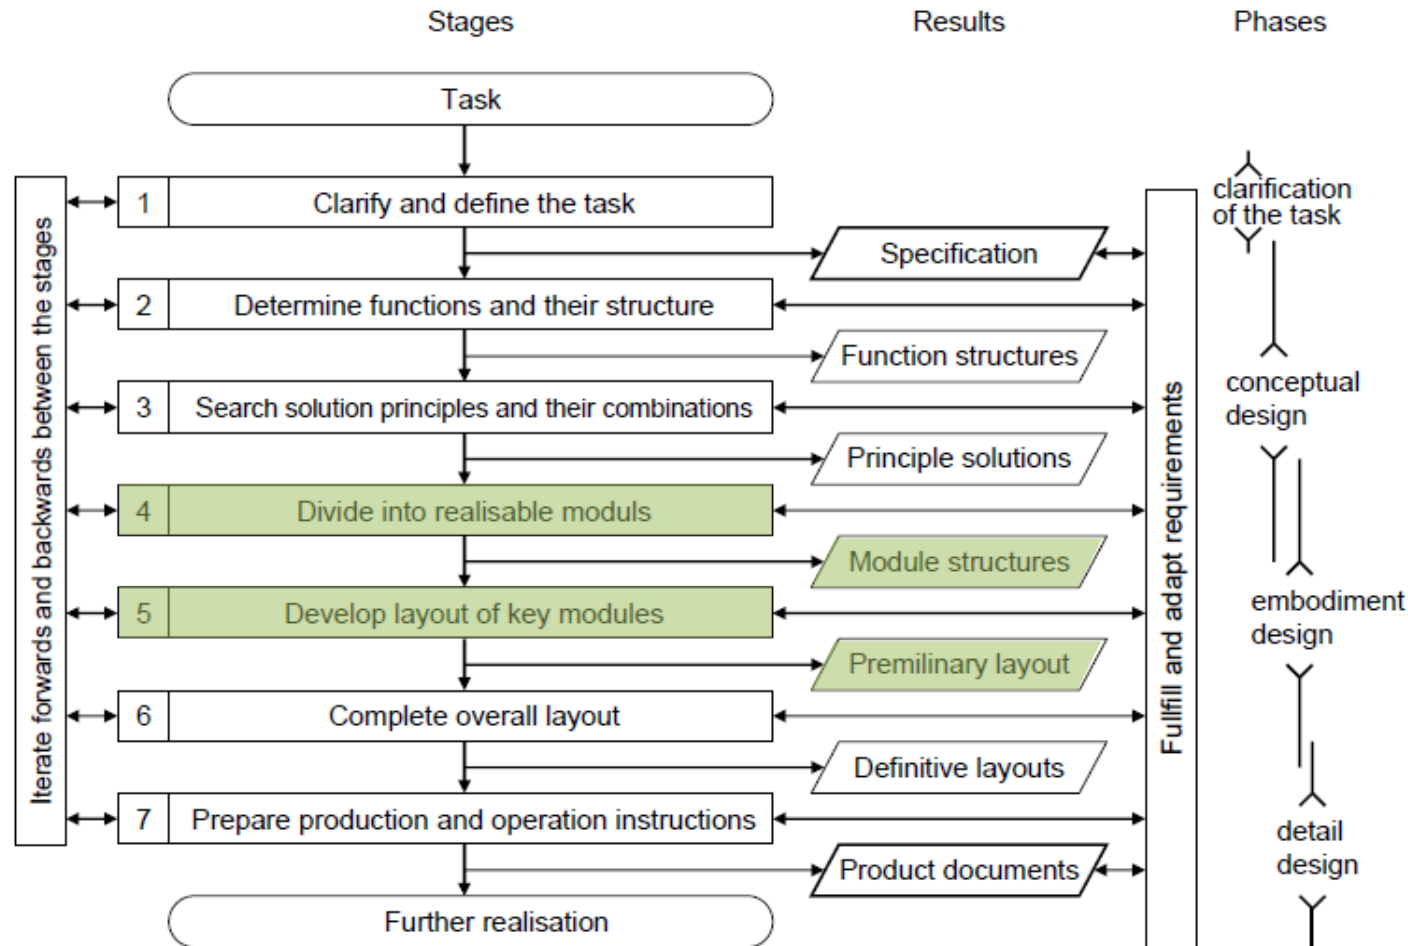 Stages
Results
Phases
Task
Iterate forwards and backwards between the stages
1
Clarify and define the task
clarification
of the task
Specification
2
Determine functions and their structure
Function structures
3
Search solution principles and their combinations
conceptual
design
Principle solutions
4
Divide into realisable moduls
Module structures
5
Develop layout of key modules
embodiment
design
Premilinary layout
6
Complete overall layout
Definitive layouts
7
Prepare production and operation instructions
detail
design
Product documents
Fullfill and adapt requirements
Further realisation